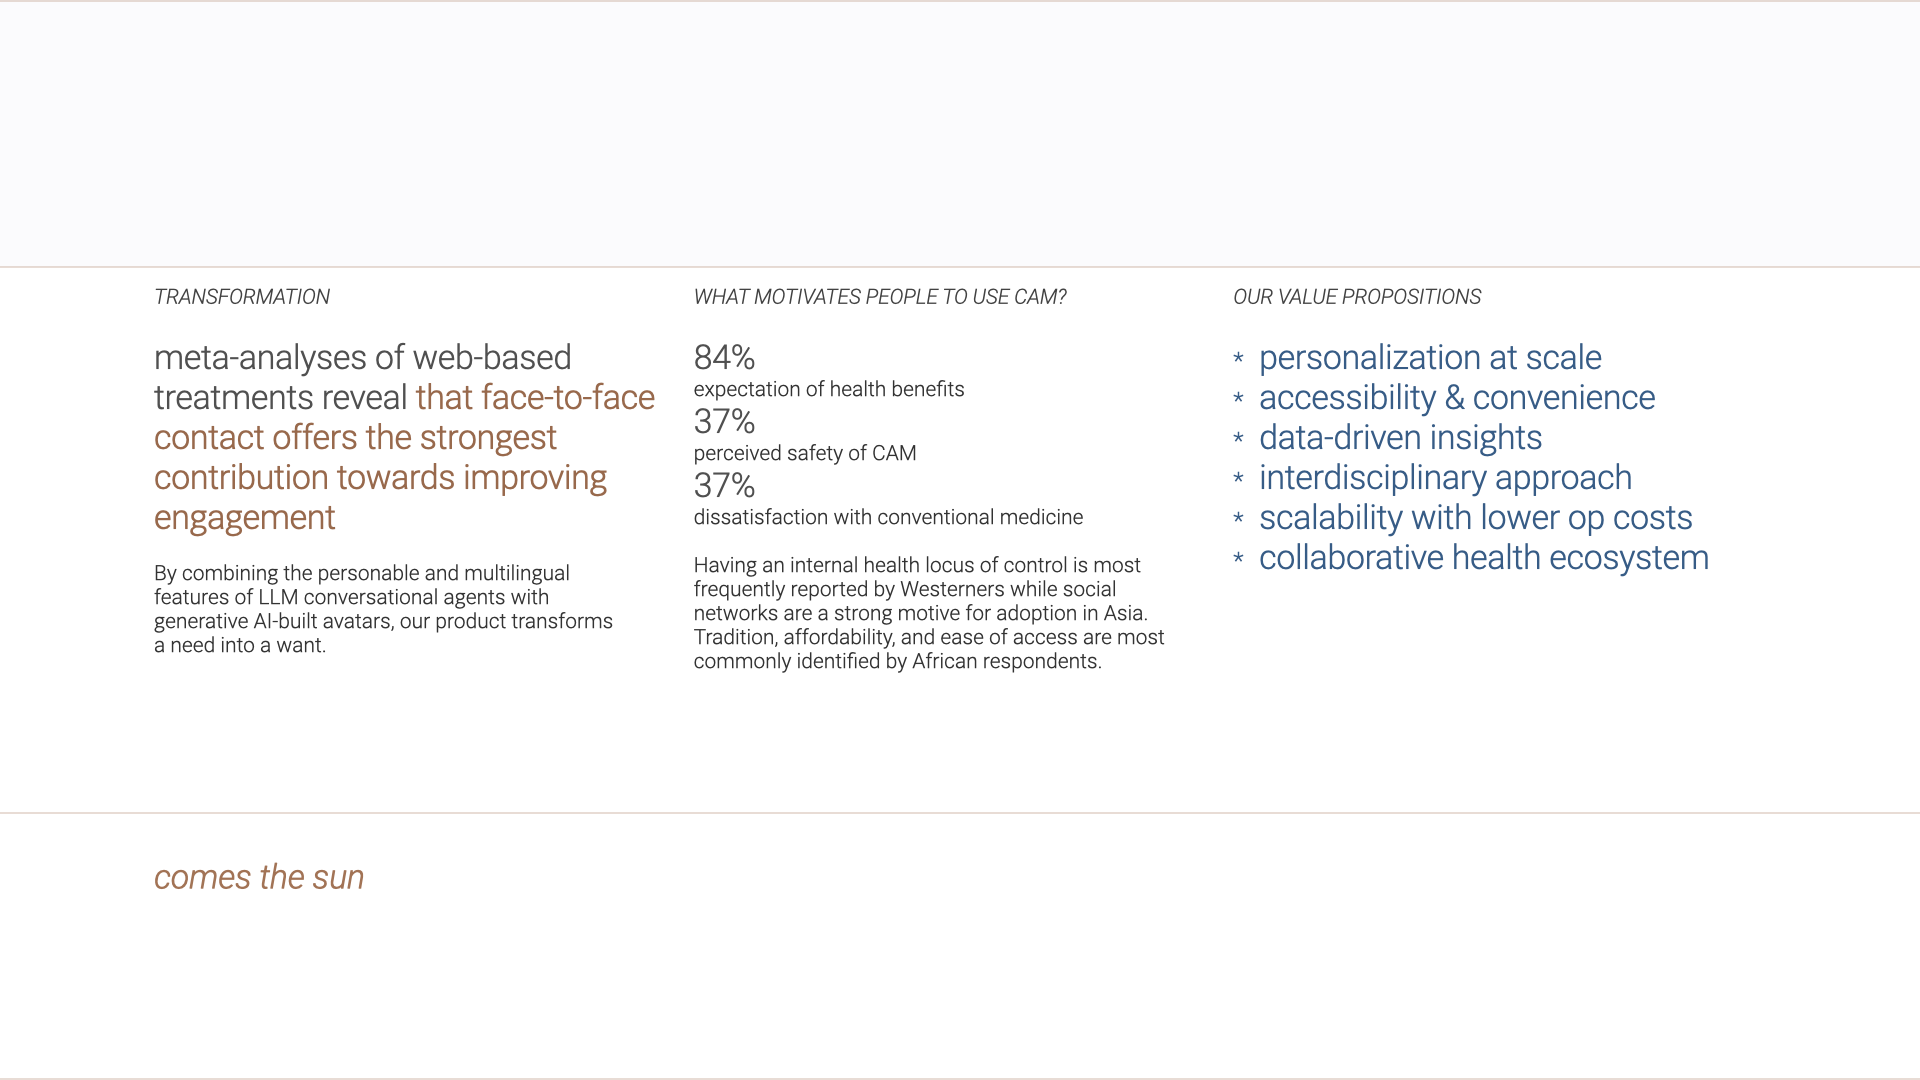 TRANSFORMATION
meta-analyses of web-based
treatments reveal that face-to-face
contact offers the strongest
contribution towards improving
engagement
By combining the personable and multilingual
features of LLM conversational agents with
generative AI-built avatars, our product transforms
a need into a want.
WHAT MOTIVATES PEOPLE TO USE CAM?
84%
expectation of health benefits
37%
perceived safety of CAM
37%
dissatisfaction with conventional medicine
Having an internal health locus of control is most
frequently reported by Westerners while social
networks are a strong motive for adoption in Asia.
Tradition, affordability, and ease of access are most
commonly identified by African respondents.
OUR VALUE PROPOSITIONS
* personalization at scale
* accessibility & convenience
* data-driven insights
* interdisciplinary approach
* scalability with lower op costs
* collaborative health ecosystem
comes the sun